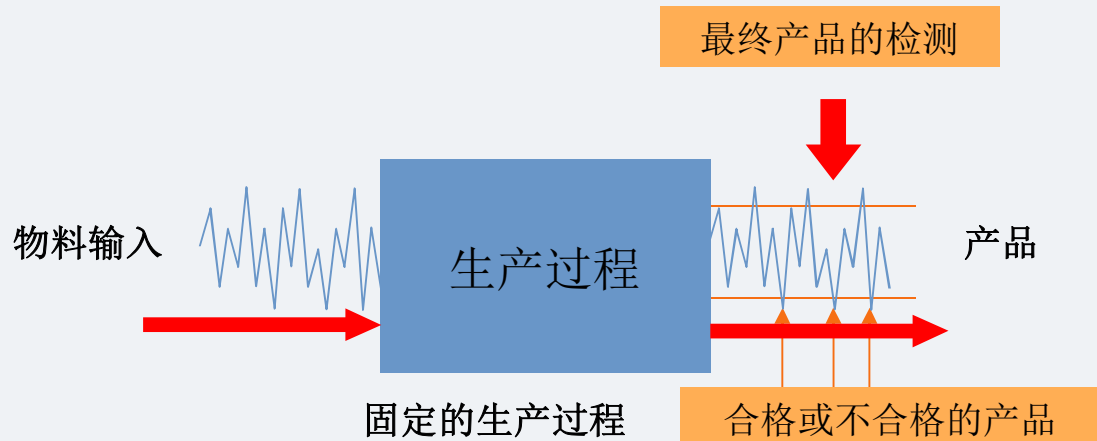 最终产品的检测
物料输入
生产过程
产品
固定的生产过程
合格或不合格的产品